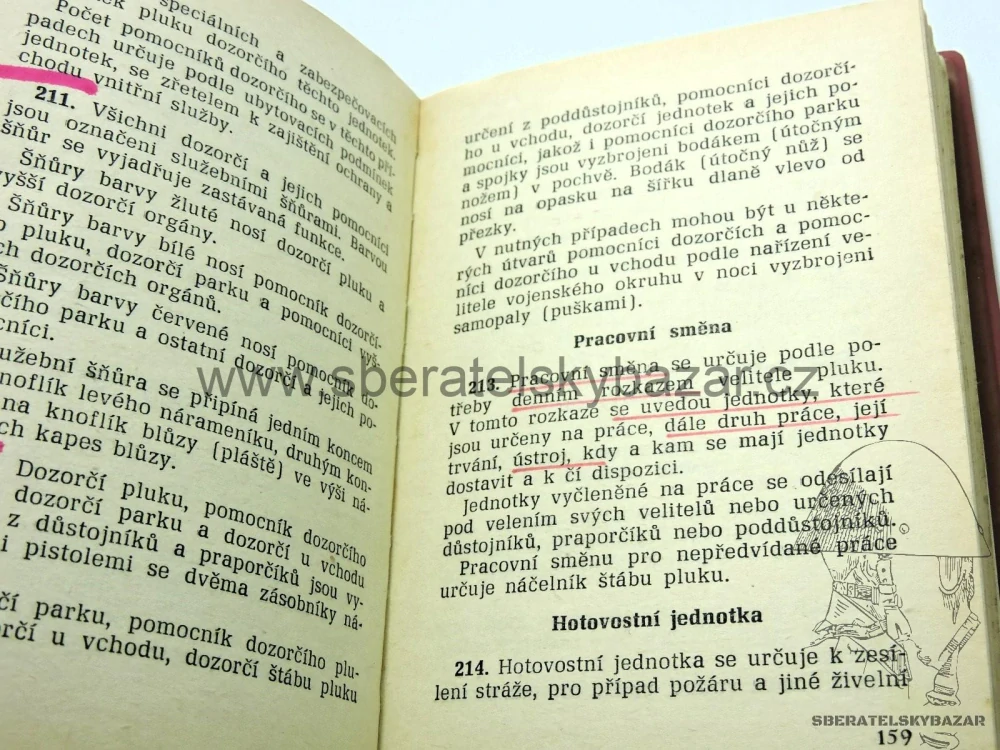 speciálních a zabezpečovacích
pluku dozorčího těchto jednotek.
Počet pomocníků dozorčího se v těchto pří-
padech určuje podle ubytovacích podmínek
jednotek, se zřetelem k zajištění ochrany a
chodu vnitřní služby.
211. Všichni dozorčí a jejich pomocníci
jsou označeni služebními šňůrami. Barvou
šňůr se vyjadřuje zastávaná funkce.
Šňůry barvy žluté nosí dozorčí pluku a
vyšší dozorčí orgány.
Šňůry barvy bílé nosí pomocník dozorčí-
o pluku, dozorčí parku a pomocníci vyš-
ch dozorčích orgánů.
Šňůry barvy červené nosí pomocník do-
čího parku a ostatní dozorčí a jejich po-
cníci.
lužební šňůra se připíná jedním koncem
knoflík levého nárameníku, druhým kon-
na knoflík blůzy (pláště) ve výši ná-
ch kapes blůzy.
Dozorčí pluku, pomocník dozorčího
dozorčí parku a dozorčí u vchodu
z důstojníků a praporčíků jsou vy-
i pistolemi se dvěma zásobníky ná-
čí parku, pomocník dozorčího plu-
rčí u vchodu, dozorčí štábu pluku
určení z poddůstojníků, pomocníci dozorčí-
ho u vchodu, dozorčí jednotek a jejich po-
mocníci, jakož i pomocníci dozorčího parku
a spojky jsou vyzbrojeni bodákem (útočným
nožem) v pochvě. Bodák (útočný nůž) se
nosí na opasku na šířku dlaně vlevo od
přezky.
V nutných případech mohou být u někte-
rých útvarů pomocníci dozorčích a pomoc-
níci dozorčího u vchodu podle nařízení ve-
litele vojenského okruhu v noci vyzbrojeni
samopaly (puškami).
Pracovní směna
213. Pracovní směna se určuje podle po-
třeby denním rozkazem velitele pluku.
V tomto rozkaze se uvedou jednotky, které
jsou určeny na práce, dále druh práce, její
trvání, ústroj, kdy a kam se mají jednotky
dostavit a k čí dispozici.
Jednotky vyčleněné na práce se odesílají
pod velením svých velitelů nebo určených
důstojníků, praporčíků nebo poddůstojníků.
Pracovní směnu pro nepředvídané práce
určuje náčelník štábu pluku.
Hotovostní jednotka
214. Hotovostní jednotka se určuje k zesí-
lení stráže, pro případ požáru a jiné živelní
159
www.sberatelskybazar.cz
SBERATELSKYBAZAR